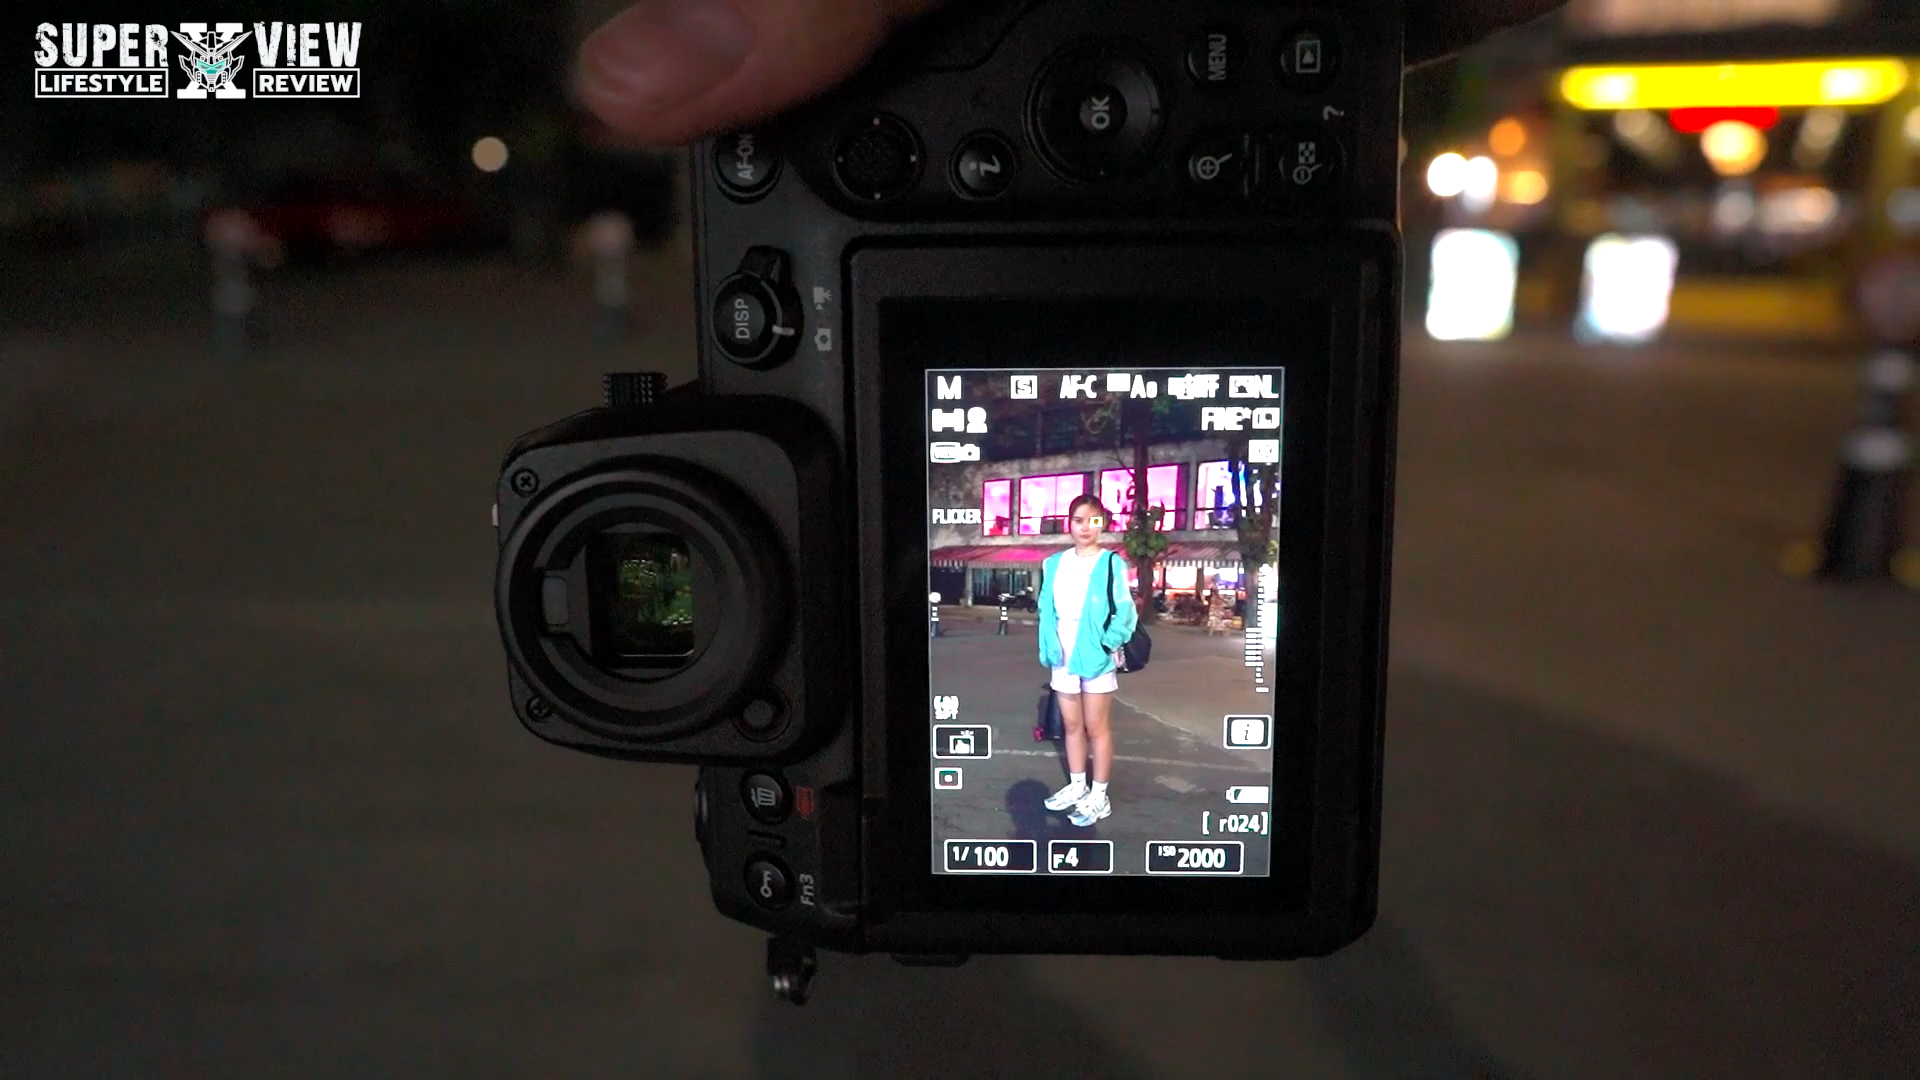 SUPER X VIEW
LIFESTYLE REVIEW
MENU
OK
?
AF-ON
i
DISP
M S AF-C
FINE*
FLICKER
i
[r024]
1/100 F4 ISO 2000
Fn3